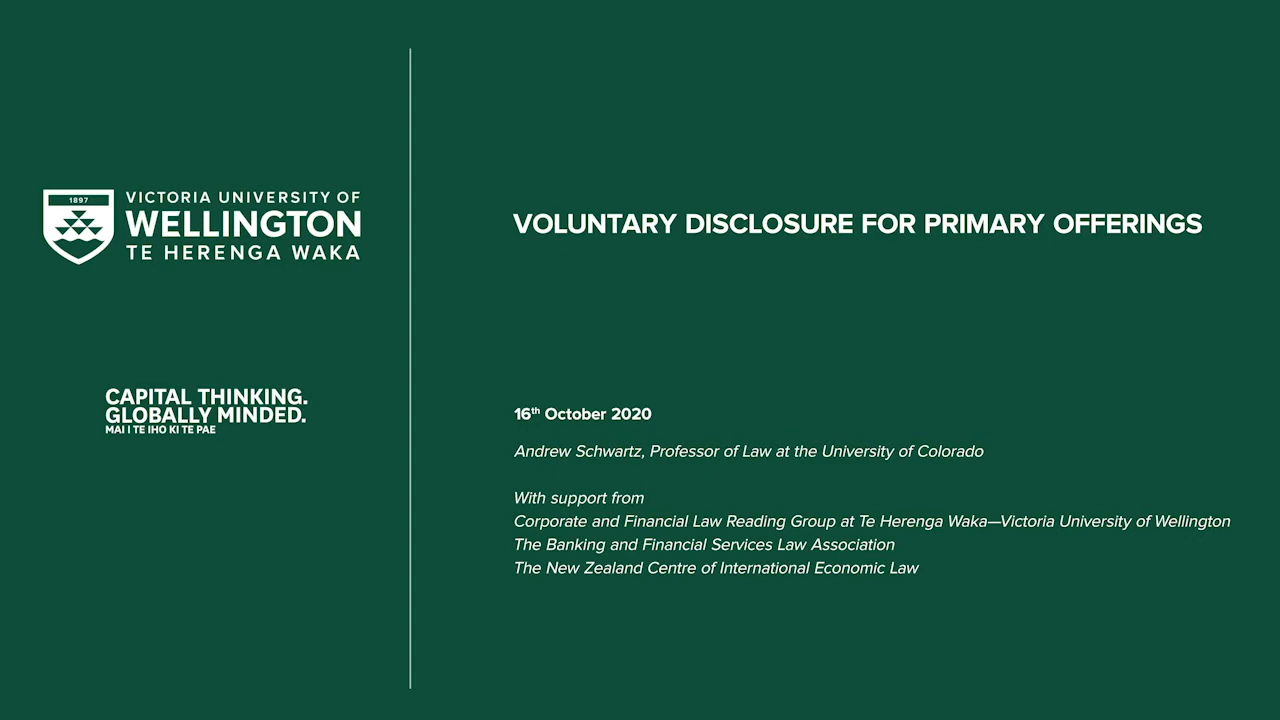 1897
VICTORIA UNIVERSITY OF
WELLINGTON
TE HERENGA WAKA
CAPITAL THINKING.
GLOBALLY MINDED.
MAI I TE IHO KI TE PAE
VOLUNTARY DISCLOSURE FOR PRIMARY OFFERINGS
16th October 2020
Andrew Schwartz, Professor of Law at the University of Colorado
With support from
Corporate and Financial Law Reading Group at Te Herenga Waka—Victoria University of Wellington
The Banking and Financial Services Law Association
The New Zealand Centre of International Economic Law